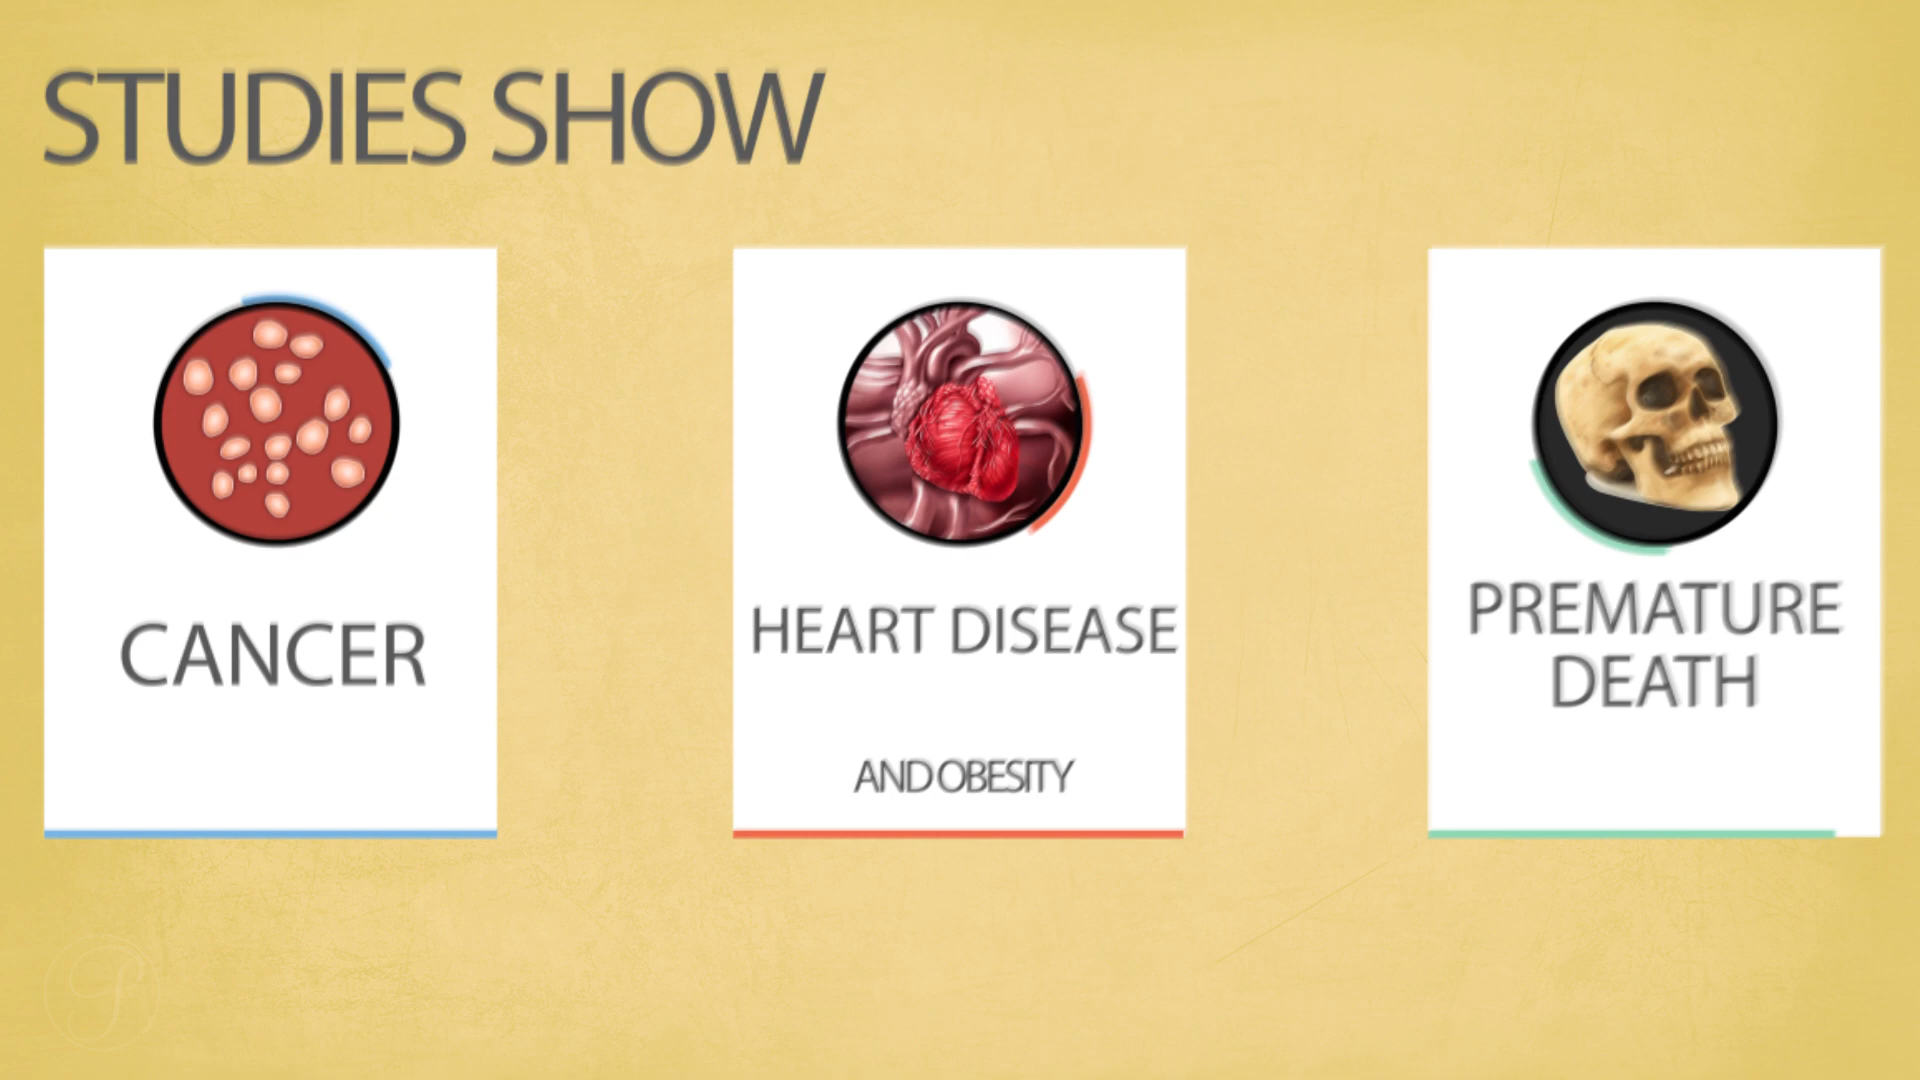 STUDIES SHOW
CANCER
HEART DISEASE
AND OBESITY
PREMATURE
DEATH